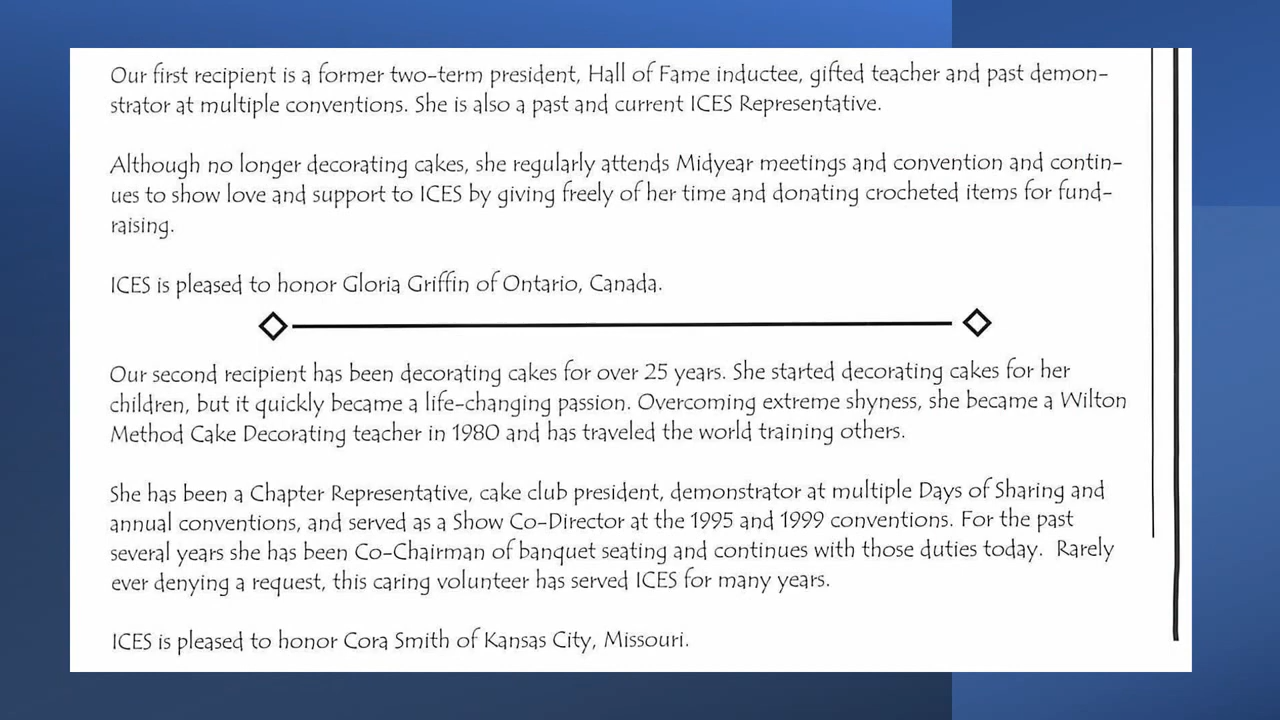 Our first recipient is a former two-term president, Hall of Fame inductee, gifted teacher and past demon-
strator at multiple conventions. She is also a past and current ICES Representative.
Although no longer decorating cakes, she regularly attends Midyear meetings and convention and contin-
ues to show love and support to ICES by giving freely of her time and donating crocheted items for fund-
raising.
ICES is pleased to honor Gloria Griffin of Ontario, Canada.
Our second recipient has been decorating cakes for over 25 years. She started decorating cakes for her
children, but it quickly became a life-changing passion. Overcoming extreme shyness, she became a Wilton
Method Cake Decorating teacher in 1980 and has traveled the world training others.
She has been a Chapter Representative, cake club president, demonstrator at multiple Days of Sharing and
annual conventions, and served as a Show Co-Director at the 1995 and 1999 conventions. For the past
several years she has been Co-Chairman of banquet seating and continues with those duties today. Rarely
ever denying a request, this caring volunteer has served ICES for many years.
ICES is pleased to honor Cora Smith of Kansas City, Missouri.